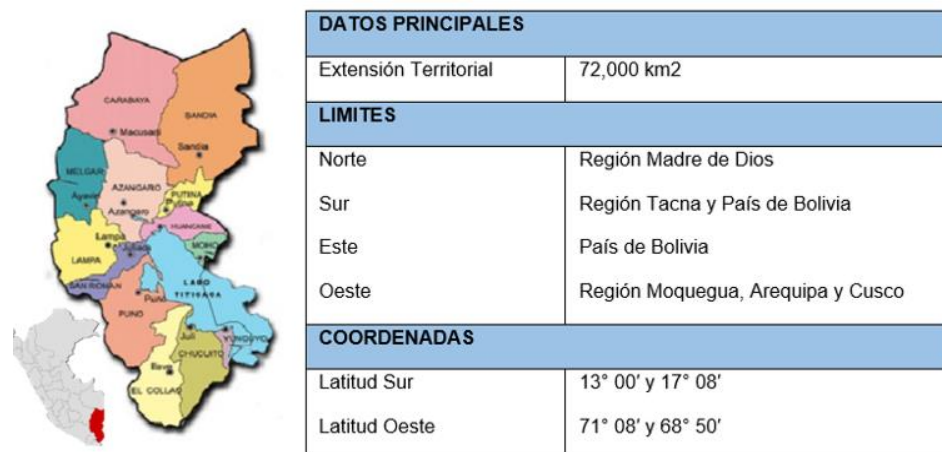 CARABAYA
SANDIA
Macusani
Sandia
MELGAR
AZANGARO
PUTINA
Putina
Ayaviri
Azangaro
HUANCANE
Lampa
Juliaca
MOHO
LAMPA
SAN ROMAN
LAGO
TITICACA
Puno
PUNO
Juli
YUNGUYO
CHUCUITO
Ilave
EL COLLAO
DATOS PRINCIPALES
Extensión Territorial 72,000 km2
LIMITES
Norte Región Madre de Dios
Sur Región Tacna y País de Bolivia
Este País de Bolivia
Oeste Región Moquegua, Arequipa y Cusco
COORDENADAS
Latitud Sur 13° 00′ y 17° 08′
Latitud Oeste 71° 08′ y 68° 50′